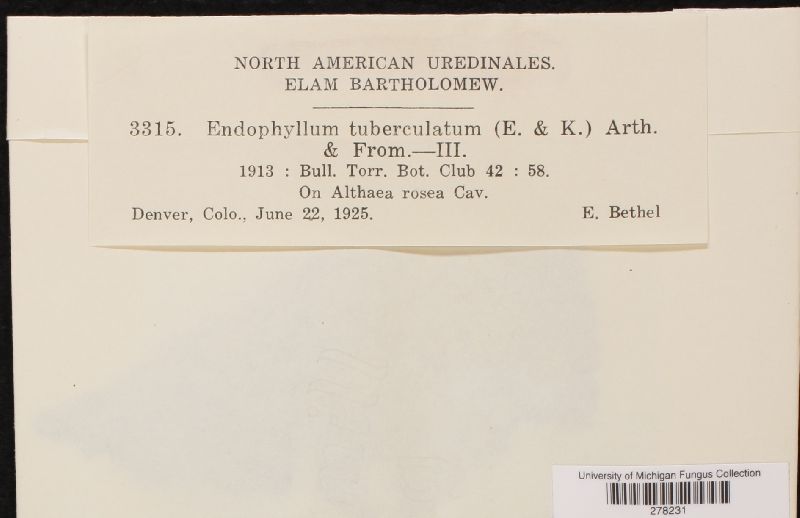 NORTH AMERICAN UREDINALES.
ELAM BARTHOLOMEW.
3315. Endophyllum tuberculatum (E. & K.) Arth.
& From.—III.
1913 : Bull. Torr. Bot. Club 42 : 58.
On Althaea rosea Cav.
Denver, Colo., June 22, 1925. E. Bethel
University of Michigan Fungus Collection
278231